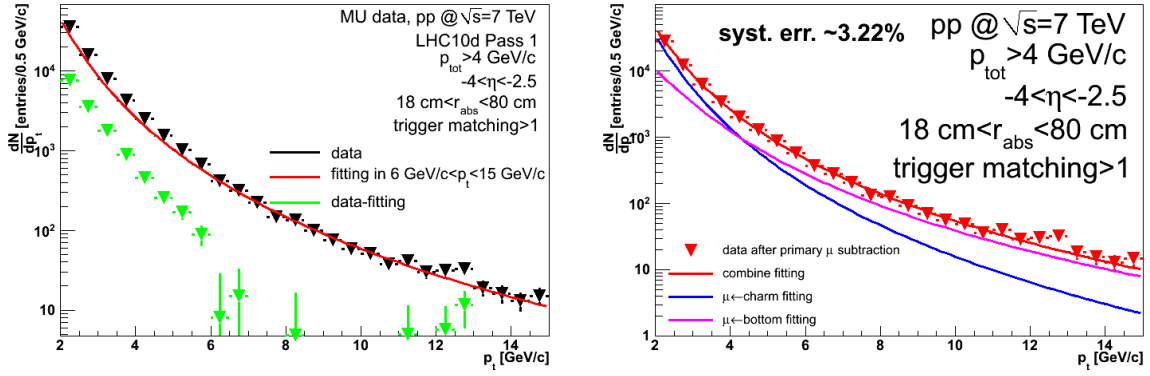 MU data, pp @√s=7 TeV
LHC10d Pass 1
p_tot>4 GeV/c
-4<η<-2.5
18 cm<r_abs<80 cm
trigger matching>1
data
fitting in 6 GeV/c<p_t<15 GeV/c
data-fitting
dN/dp_t [entries/0.5 GeV/c]
10^4
10^3
10^2
10
2 4 6 8 10 12 14
p_t [GeV/c]
syst. err. ~3.22%
pp @√s=7 TeV
p_tot>4 GeV/c
-4<η<-2.5
18 cm<r_abs<80 cm
trigger matching>1
data after primary μ subtraction
combine fitting
μ←charm fitting
μ←bottom fitting
dN/dp_t [entries/0.5 GeV/c]
10^4
10^3
10^2
10
1
2 4 6 8 10 12 14
p_t [GeV/c]